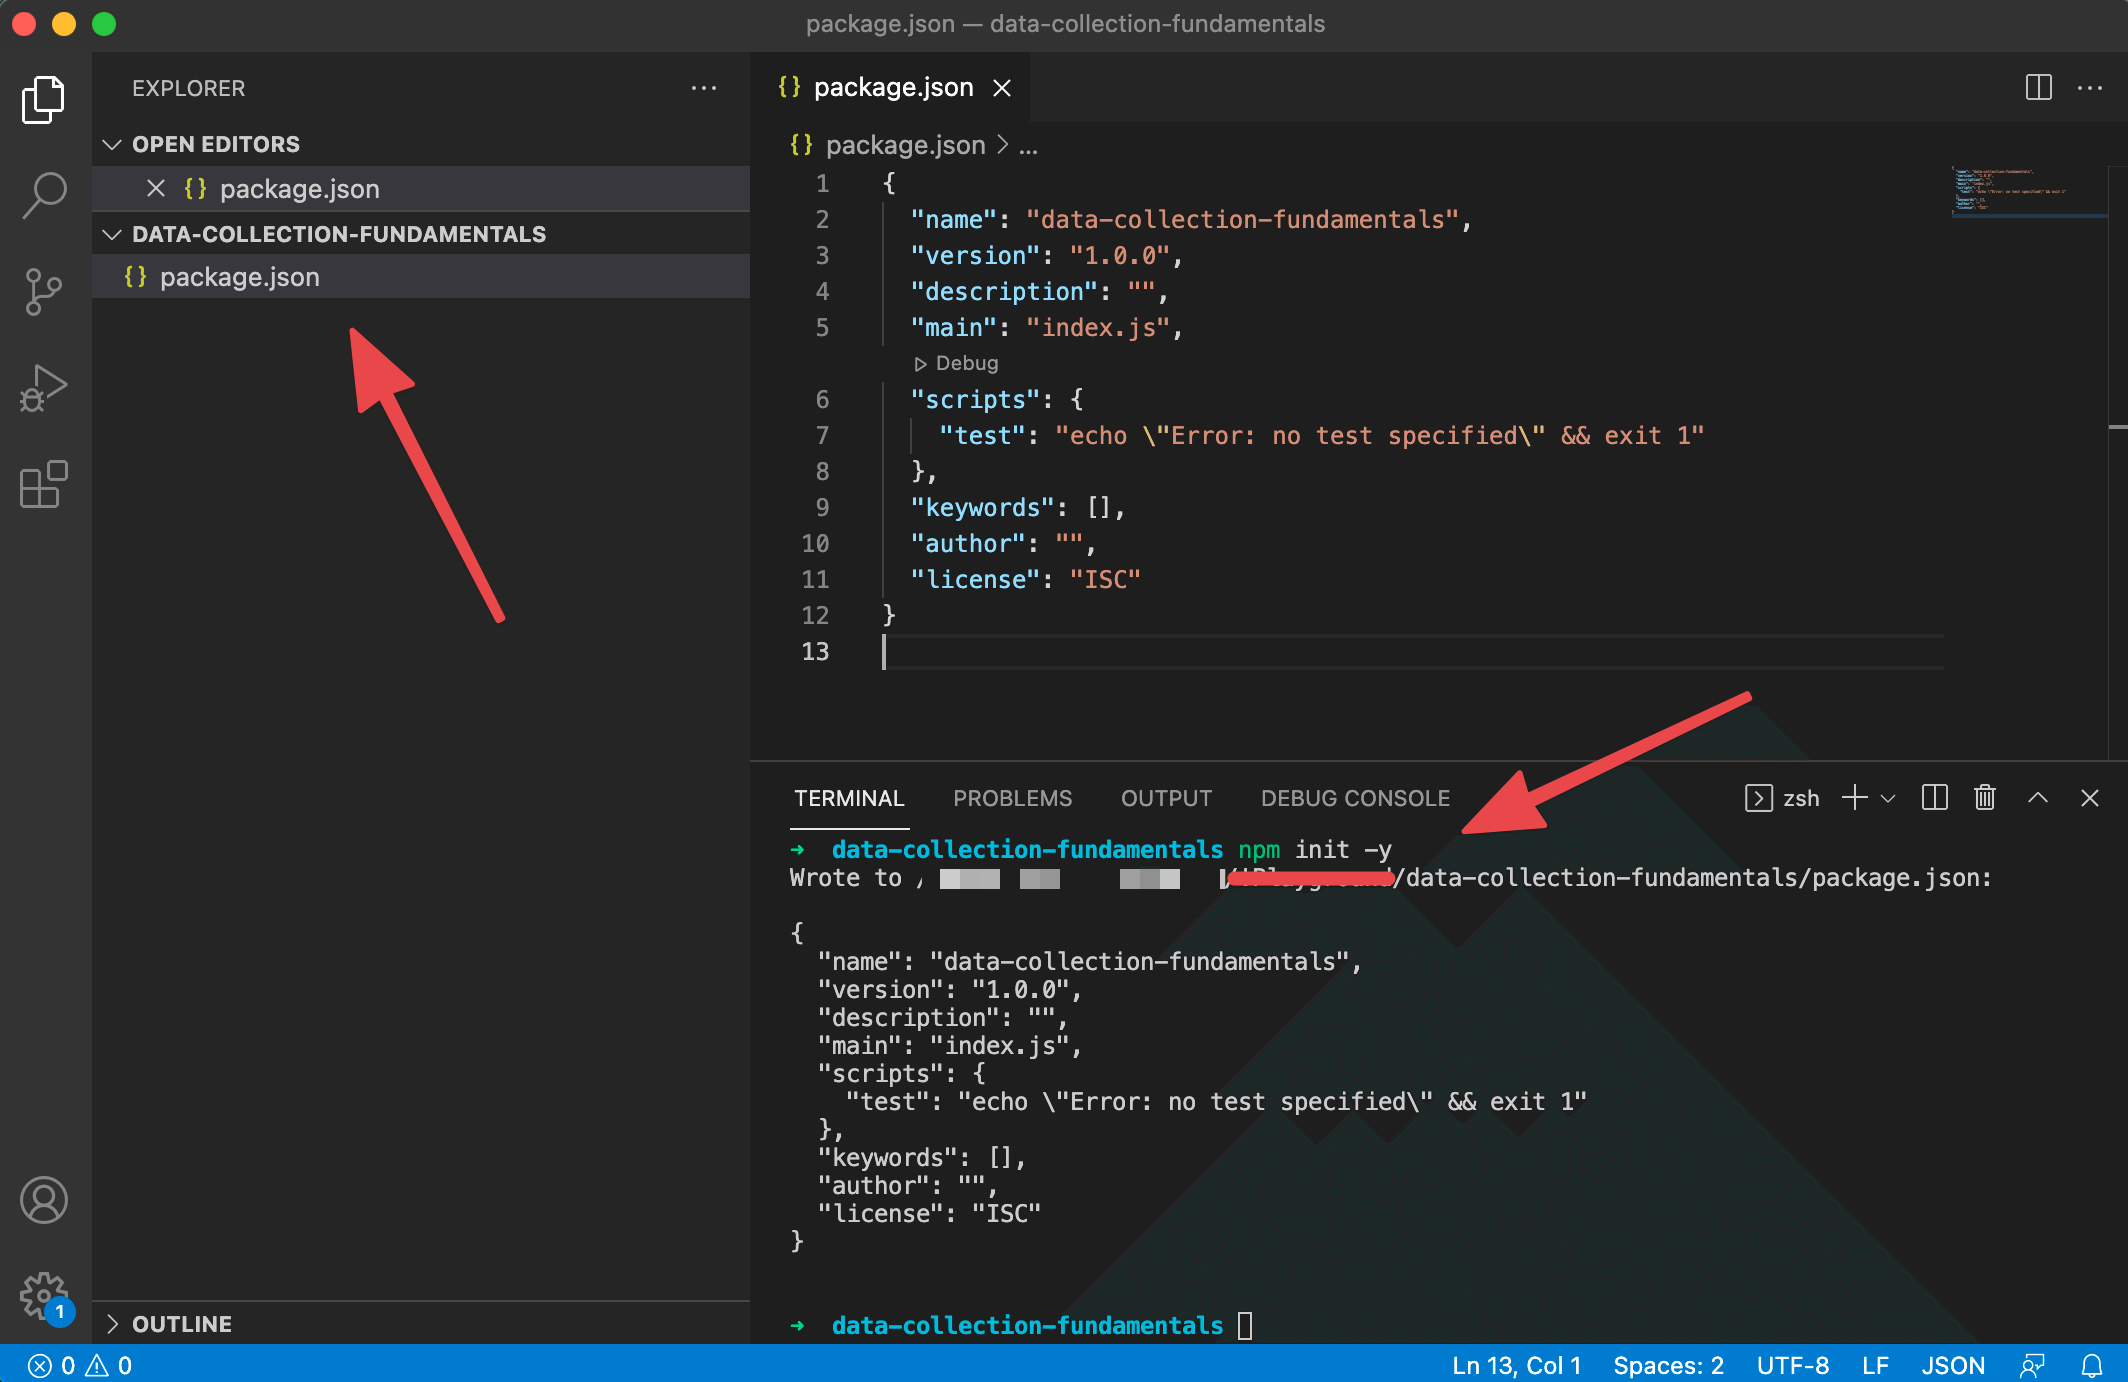 package.json — data-collection-fundamentals
EXPLORER
OPEN EDITORS
package.json
DATA-COLLECTION-FUNDAMENTALS
package.json
OUTLINE
package.json
package.json > ...
1 {
2 "name": "data-collection-fundamentals",
3 "version": "1.0.0",
4 "description": "",
5 "main": "index.js",
Debug
6 "scripts": {
7 "test": "echo \"Error: no test specified\" && exit 1"
8 },
9 "keywords": [],
10 "author": "",
11 "license": "ISC"
12 }
13
TERMINAL PROBLEMS OUTPUT DEBUG CONSOLE zsh
➜ data-collection-fundamentals npm init -y
Wrote to / /data-collection-fundamentals/package.json:
{
"name": "data-collection-fundamentals",
"version": "1.0.0",
"description": "",
"main": "index.js",
"scripts": {
"test": "echo \"Error: no test specified\" && exit 1"
},
"keywords": [],
"author": "",
"license": "ISC"
}
➜ data-collection-fundamentals
1
0 0 Ln 13, Col 1 Spaces: 2 UTF-8 LF JSON